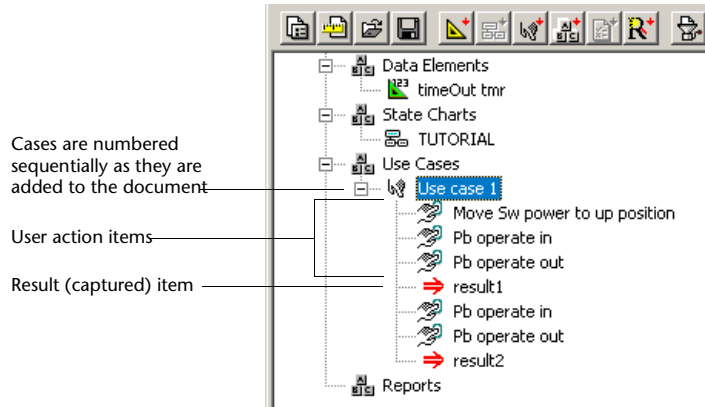 Data Elements
timeOut tmr
State Charts
TUTORIAL
Use Cases
Use case 1
Move Sw power to up position
Pb operate in
Pb operate out
result1
Pb operate in
Pb operate out
result2
Reports
Cases are numbered
sequentially as they are
added to the document
User action items
Result (captured) item